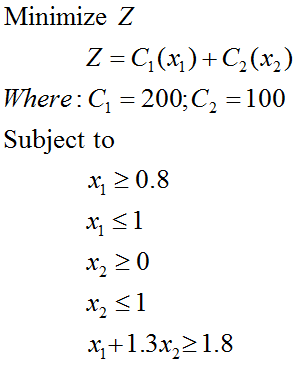 Minimize Z
Z = C₁(x₁) + C₂(x₂)
Where: C₁ = 200; C₂ = 100
Subject to
x₁ ≥ 0.8
x₁ ≤ 1
x₂ ≥ 0
x₂ ≤ 1
x₁+1.3x₂≥1.8